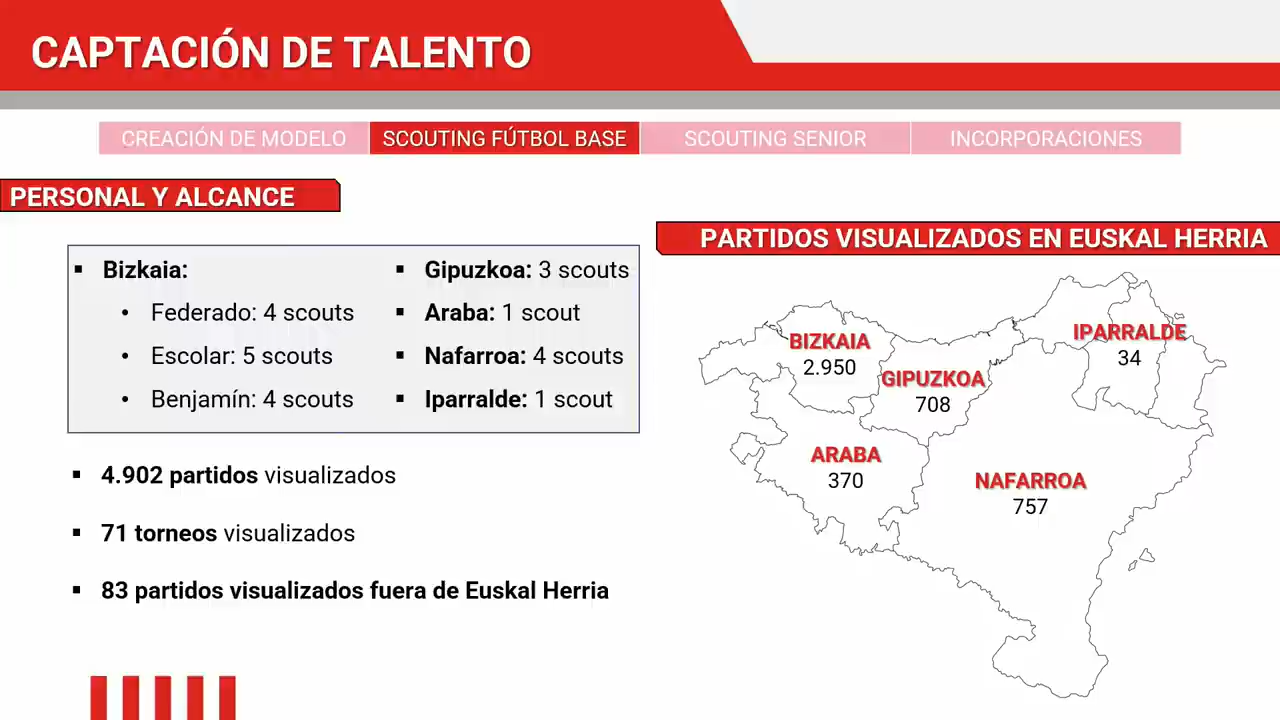 CAPTACIÓN DE TALENTO
CREACIÓN DE MODELO
SCOUTING FÚTBOL BASE
SCOUTING SENIOR
INCORPORACIONES
PERSONAL Y ALCANCE
▪ Bizkaia:
• Federado: 4 scouts
• Escolar: 5 scouts
• Benjamín: 4 scouts
▪ Gipuzkoa: 3 scouts
▪ Araba: 1 scout
▪ Nafarroa: 4 scouts
▪ Iparralde: 1 scout
▪ 4.902 partidos visualizados
▪ 71 torneos visualizados
▪ 83 partidos visualizados fuera de Euskal Herria
PARTIDOS VISUALIZADOS EN EUSKAL HERRIA
BIZKAIA
2.950
GIPUZKOA
708
IPARRALDE
34
ARABA
370
NAFARROA
757